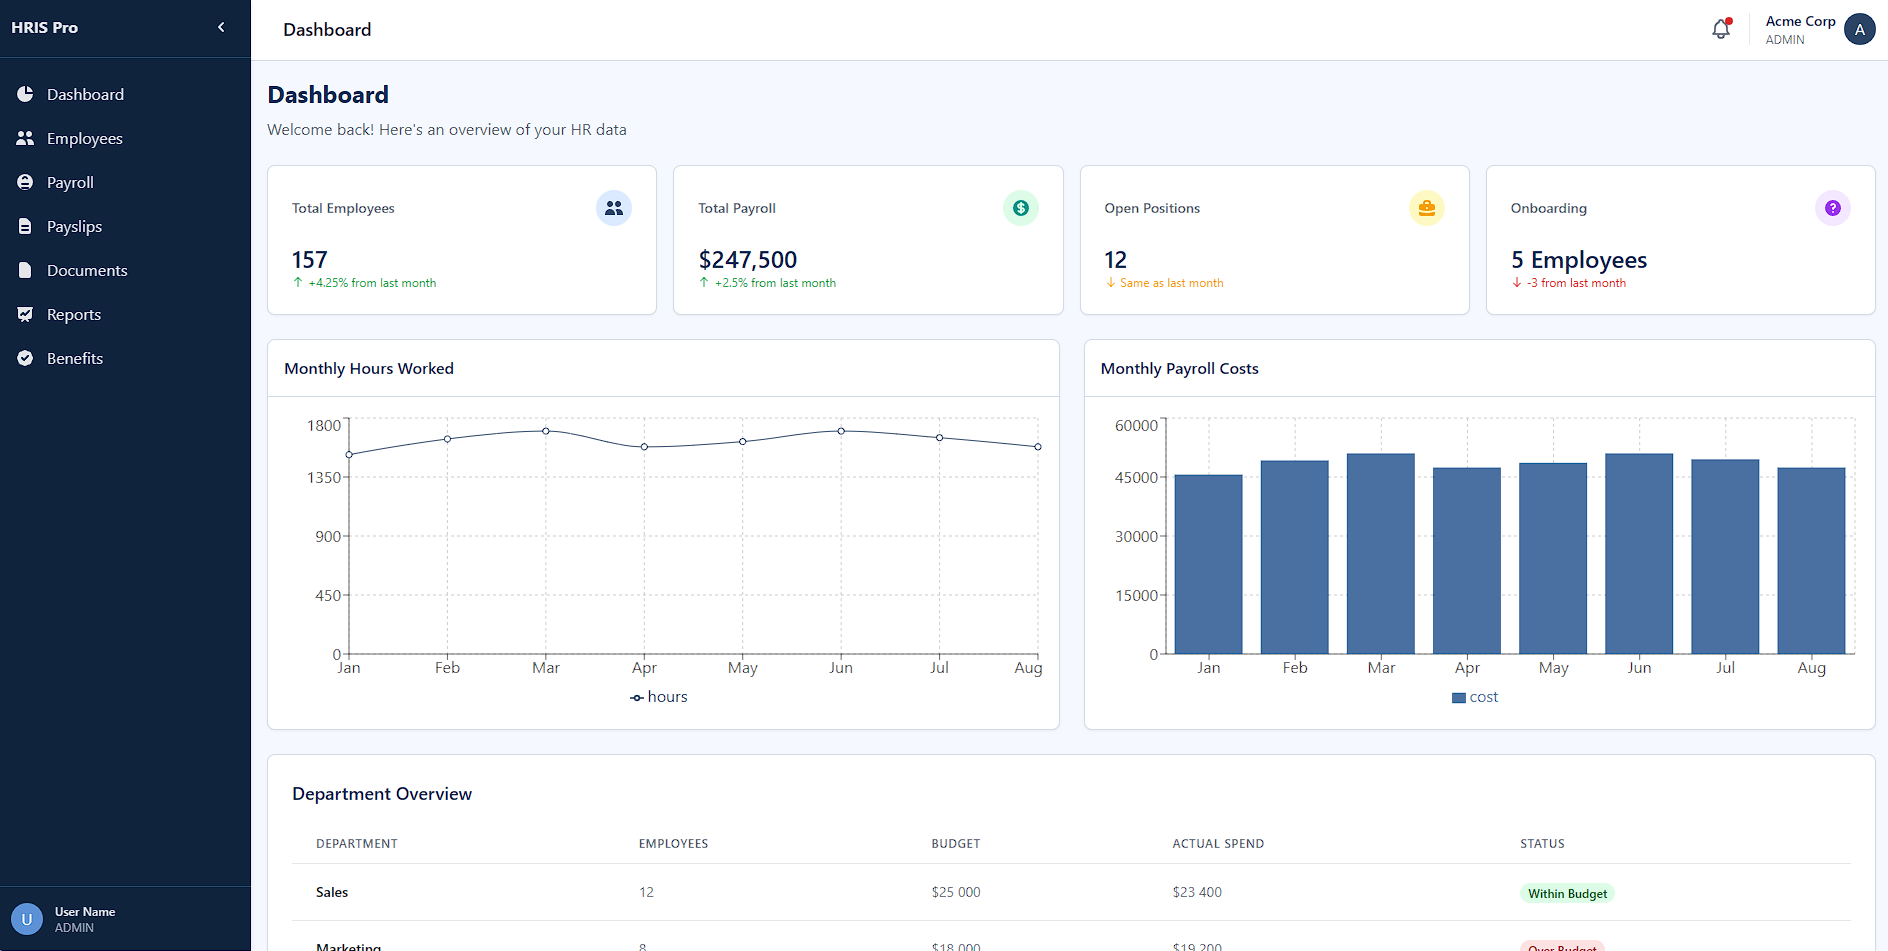 HRIS Pro
Dashboard
Employees
Payroll
Payslips
Documents
Reports
Benefits
User Name
ADMIN
U
Dashboard
Acme Corp
ADMIN
A
Dashboard
Welcome back! Here's an overview of your HR data
Total Employees
157
+4.25% from last month
Total Payroll
$
$247,500
+2.5% from last month
Open Positions
12
Same as last month
Onboarding
?
5 Employees
-3 from last month
Monthly Hours Worked
1800
1350
900
450
0
Jan Feb Mar Apr May Jun Jul Aug
hours
Monthly Payroll Costs
60000
45000
30000
15000
0
Jan Feb Mar Apr May Jun Jul Aug
cost
Department Overview
DEPARTMENT EMPLOYEES BUDGET ACTUAL SPEND STATUS
Sales 12 $25 000 $23 400 Within Budget
Marketing 8 $18 000 $19 200 Over Budget